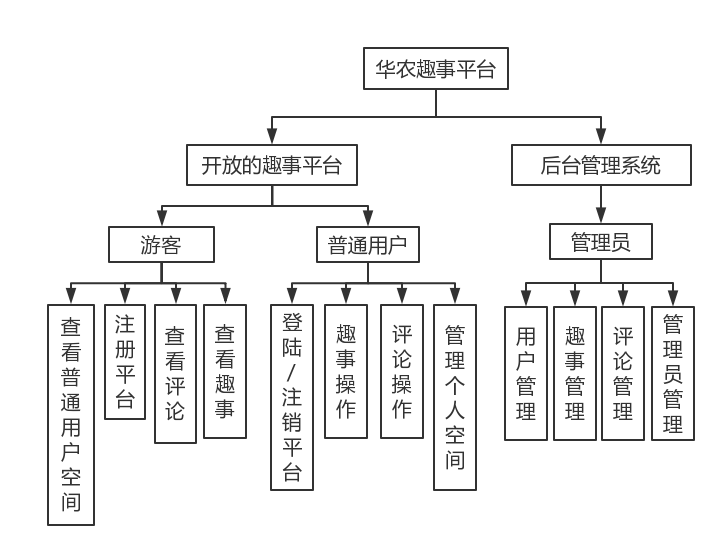 华农趣事平台
开放的趣事平台
后台管理系统
游客
普通用户
管理员
查看普通用户空间
注册平台
查看评论
查看趣事
登陆/注销平台
趣事操作
评论操作
管理个人空间
用户管理
趣事管理
评论管理
管理员管理